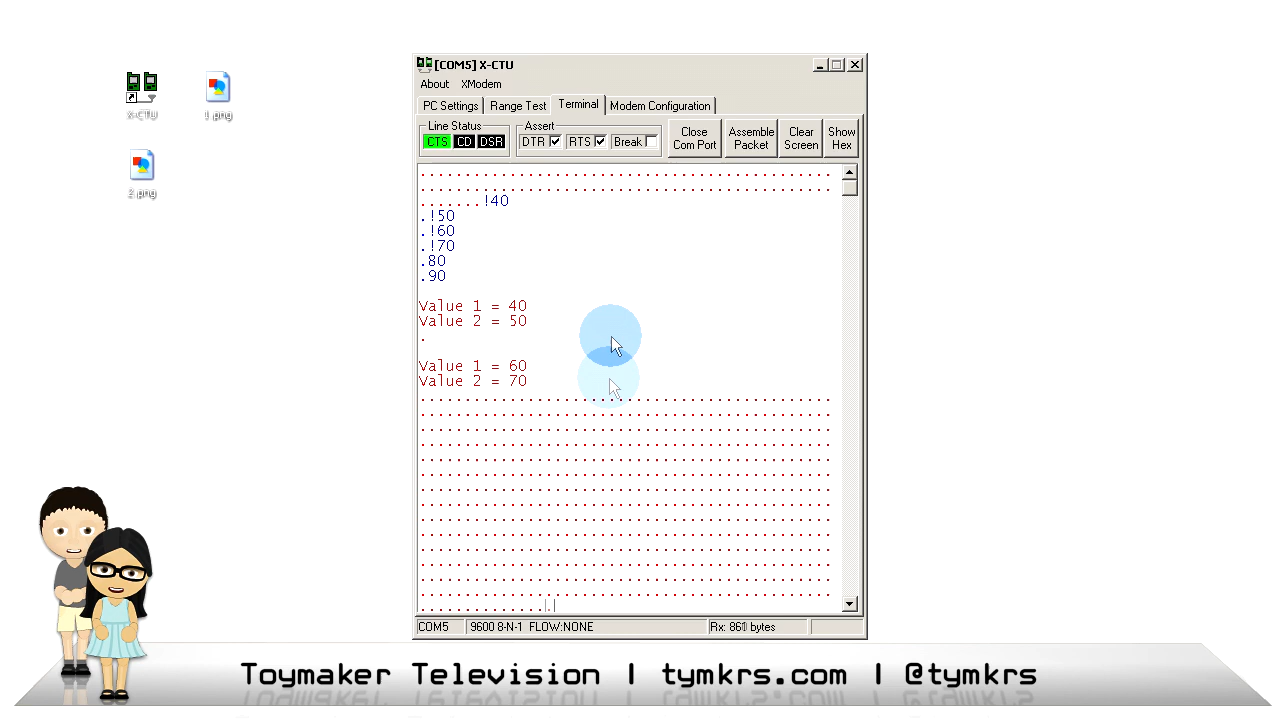 [COM5] X-CTU
About XModem
PC Settings Range Test Terminal Modem Configuration
Line Status Assert
CTS CD DSR DTR RTS Break
Close Com Port
Assemble Packet
Clear Screen
Show Hex
X-CTU
1.png
2.png
. . . . . . . . . . . . . . . . . . . . . . . . . . . . . . . . . . . . . . . . . . . . . .
. . . . . . . . . . . . . . . . . . . . . . . . . . . . . . . . . . . . . . . . . . . . . .
.......!40
.!50
.!60
.!70
.80
.90
Value 1 = 40
Value 2 = 50
.
Value 1 = 60
Value 2 = 70
COM5 9600 8-N-1 FLOW:NONE Rx: bytes
Toymaker Television | tymkrs.com | @tymkrs